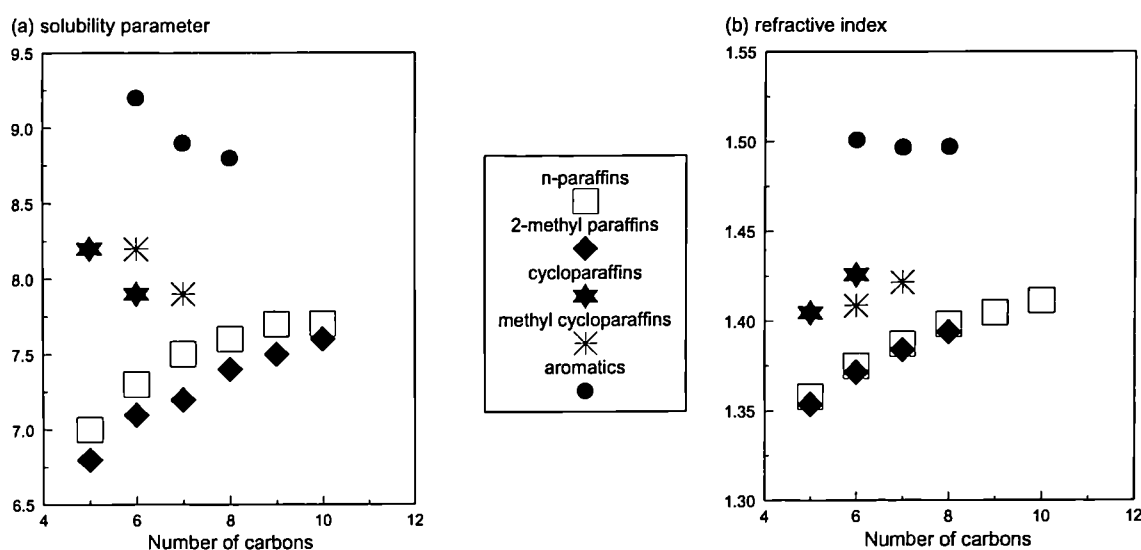 (a) solubility parameter
9.5
9.0
8.5
8.0
7.5
7.0
6.5
4 6 8 10 12
Number of carbons
n-paraffins
2-methyl paraffins
cycloparaffins
methyl cycloparaffins
aromatics
(b) refractive index
1.55
1.50
1.45
1.40
1.35
1.30
4 6 8 10 12
Number of carbons